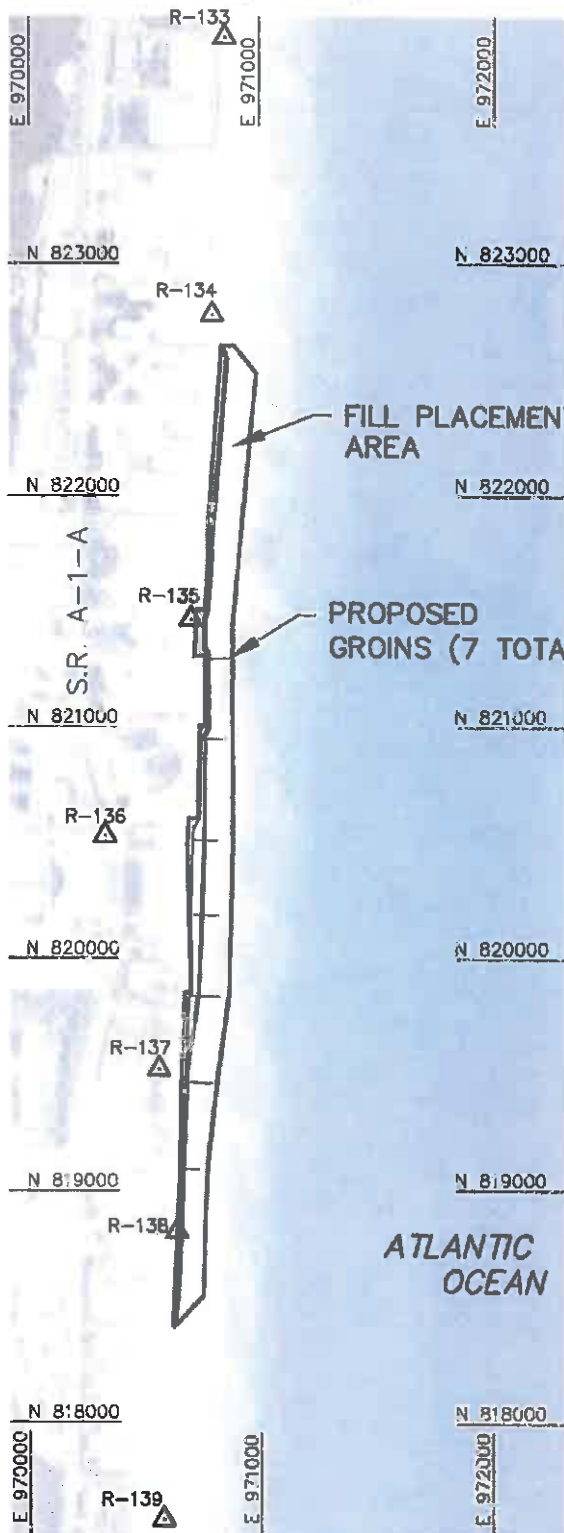 R-133
E 970000
E 971000
E 972000
N 823000
N 823000
R-134
FILL PLACEMEN
AREA
N 822000
N 822000
S.R. A-1-A
R-135
PROPOSED
GROINS (7 TOTA
N 821000
N 821000
R-136
N 820000
N 820000
R-137
N 819000
N 819000
R-138
ATLANTIC
OCEAN
N 818000
N 818000
E 970000
E 971000
E 972000
R-139